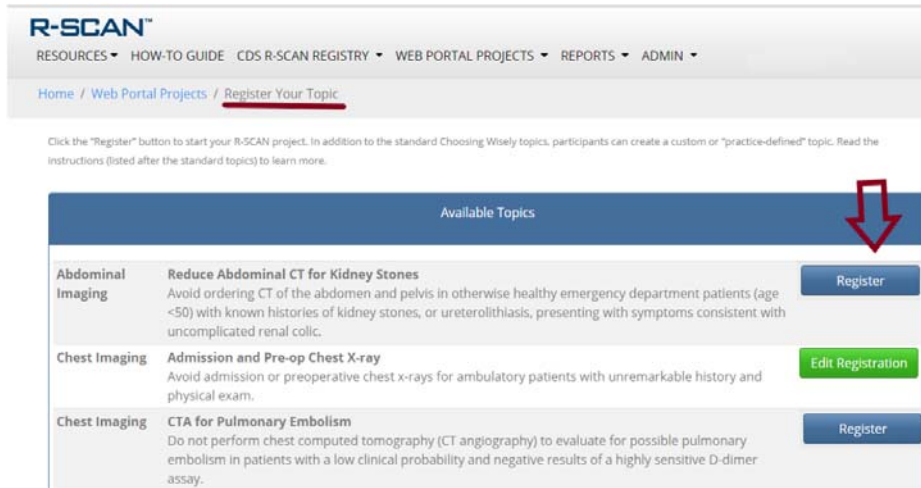 R-SCAN™
RESOURCES HOW-TO GUIDE CDS R-SCAN REGISTRY WEB PORTAL PROJECTS REPORTS ADMIN
Home / Web Portal Projects / Register Your Topic
Click the "Register" button to start your R-SCAN project. In addition to the standard Choosing Wisely topics, participants can create a custom or "practice-defined" topic. Read the
instructions (listed after the standard topics) to learn more.
Available Topics
Abdominal Imaging
Reduce Abdominal CT for Kidney Stones
Avoid ordering CT of the abdomen and pelvis in otherwise healthy emergency department patients (age
<50) with known histories of kidney stones, or ureterolithiasis, presenting with symptoms consistent with
uncomplicated renal colic.
Register
Chest Imaging
Admission and Pre-op Chest X-ray
Avoid admission or preoperative chest x-rays for ambulatory patients with unremarkable history and
physical exam.
Edit Registration
Chest Imaging
CTA for Pulmonary Embolism
Do not perform chest computed tomography (CT angiography) to evaluate for possible pulmonary
embolism in patients with a low clinical probability and negative results of a highly sensitive D-dimer
assay.
Register